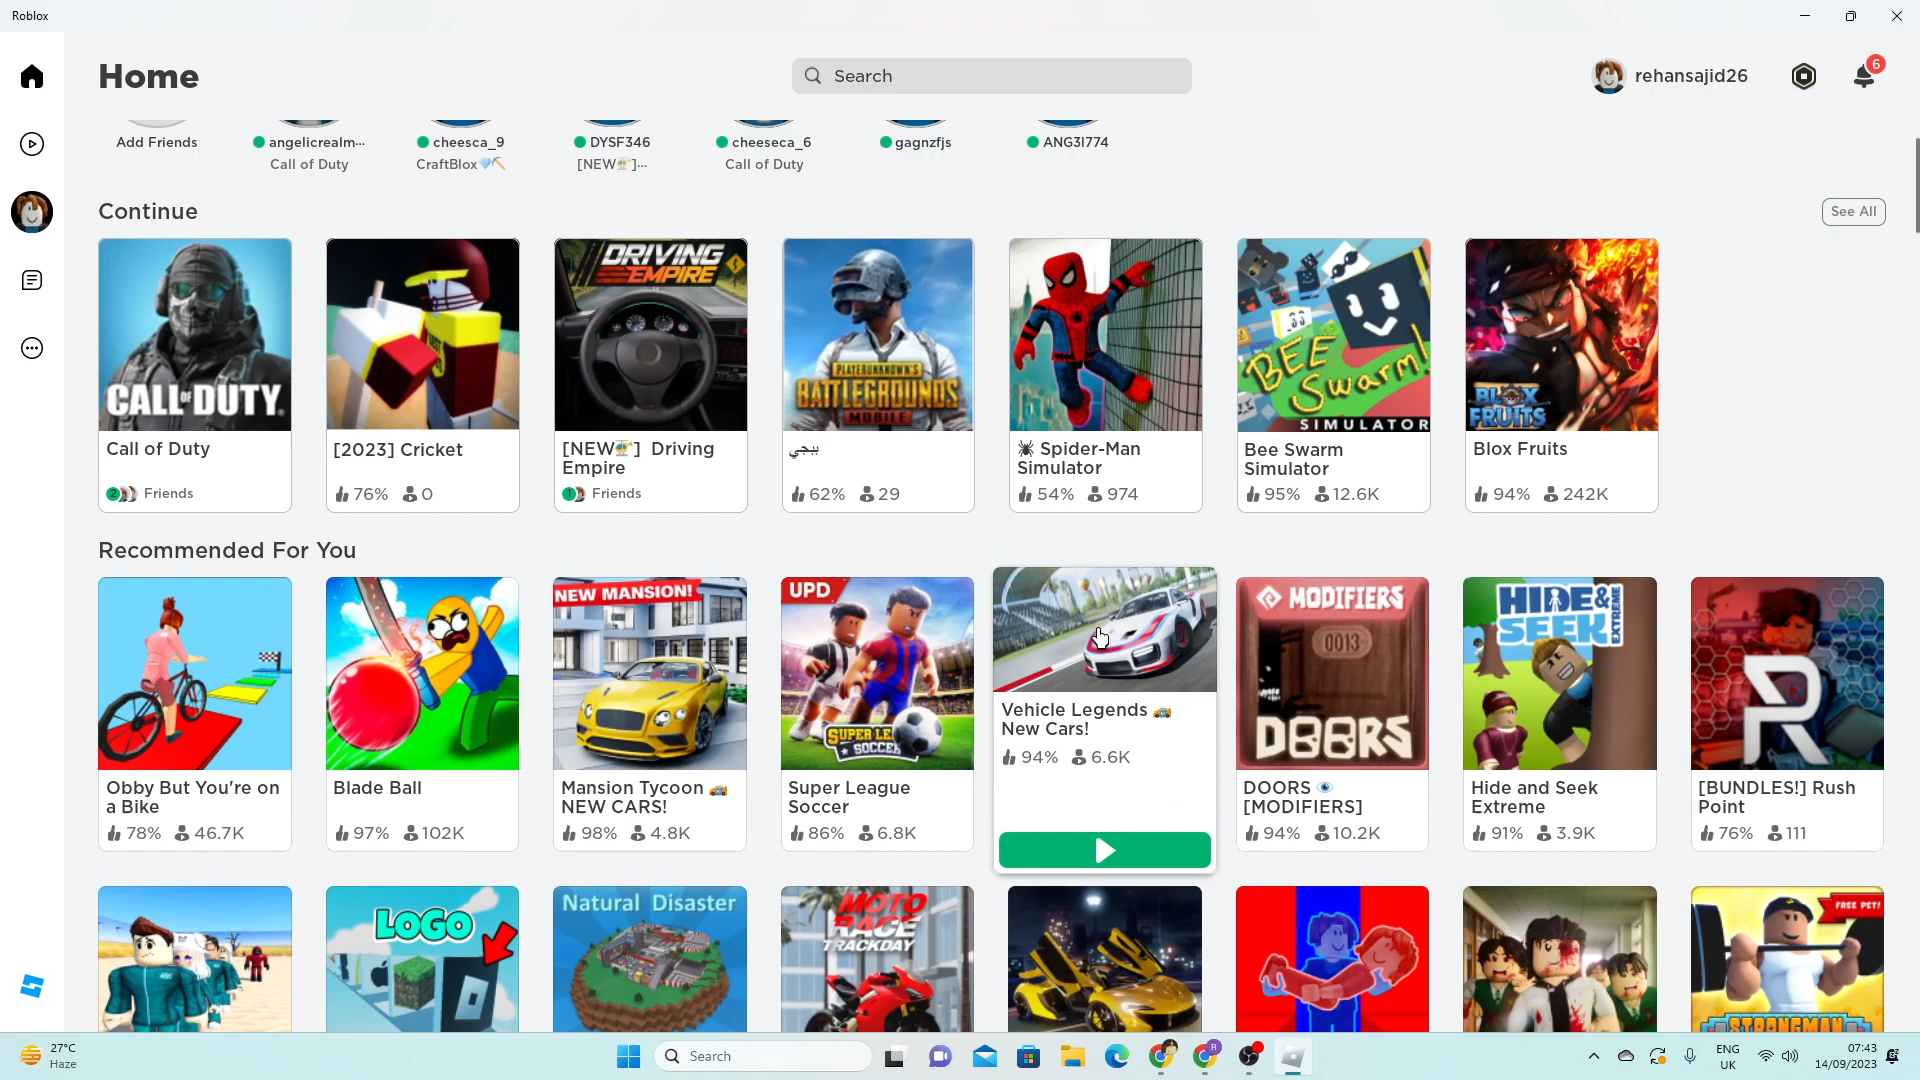 Roblox
Home
Search
rehansajid26
6
Add Friends
angelicrealm...
cheesca_9
DYSF346
cheeseca_6
gagnzfjs
ANG3I774
Call of Duty
CraftBlox💎⛏️
[NEW🚁]...
Call of Duty
Continue
See All
CALL OF DUTY
DRIVING EMPIRE
PLAYERUNKNOWN'S
BATTLEGROUNDS
MOBILE
BEE Swarm!
SIMULATOR
BLOX FRUITS
Call of Duty
2 Friends
[2023] Cricket
76% 0
[NEW🚁] Driving
Empire
1 Friends
ببجي
62% 29
🕷 Spider-Man
Simulator
54% 974
Bee Swarm
Simulator
95% 12.6K
Blox Fruits
94% 242K
Recommended For You
NEW MANSION!
UPD
SUPER LEAGUE SOCCER
MODIFIERS
0013
DOORS
HIDE & SEEK EXTREME
R
Obby But You're on
a Bike
78% 46.7K
Blade Ball
97% 102K
Mansion Tycoon 🚗
NEW CARS!
98% 4.8K
Super League
Soccer
86% 6.8K
Vehicle Legends 🚗
New Cars!
94% 6.6K
DOORS 👁️
[MODIFIERS]
94% 10.2K
Hide and Seek
Extreme
91% 3.9K
[BUNDLES!] Rush
Point
76% 111
LOGO
Natural Disaster
MOTO RACE
TRACKDAY
FREE PET!
STRONGMAN
27°C
Haze
Search
R
ENG
UK
07:43
14/09/2023